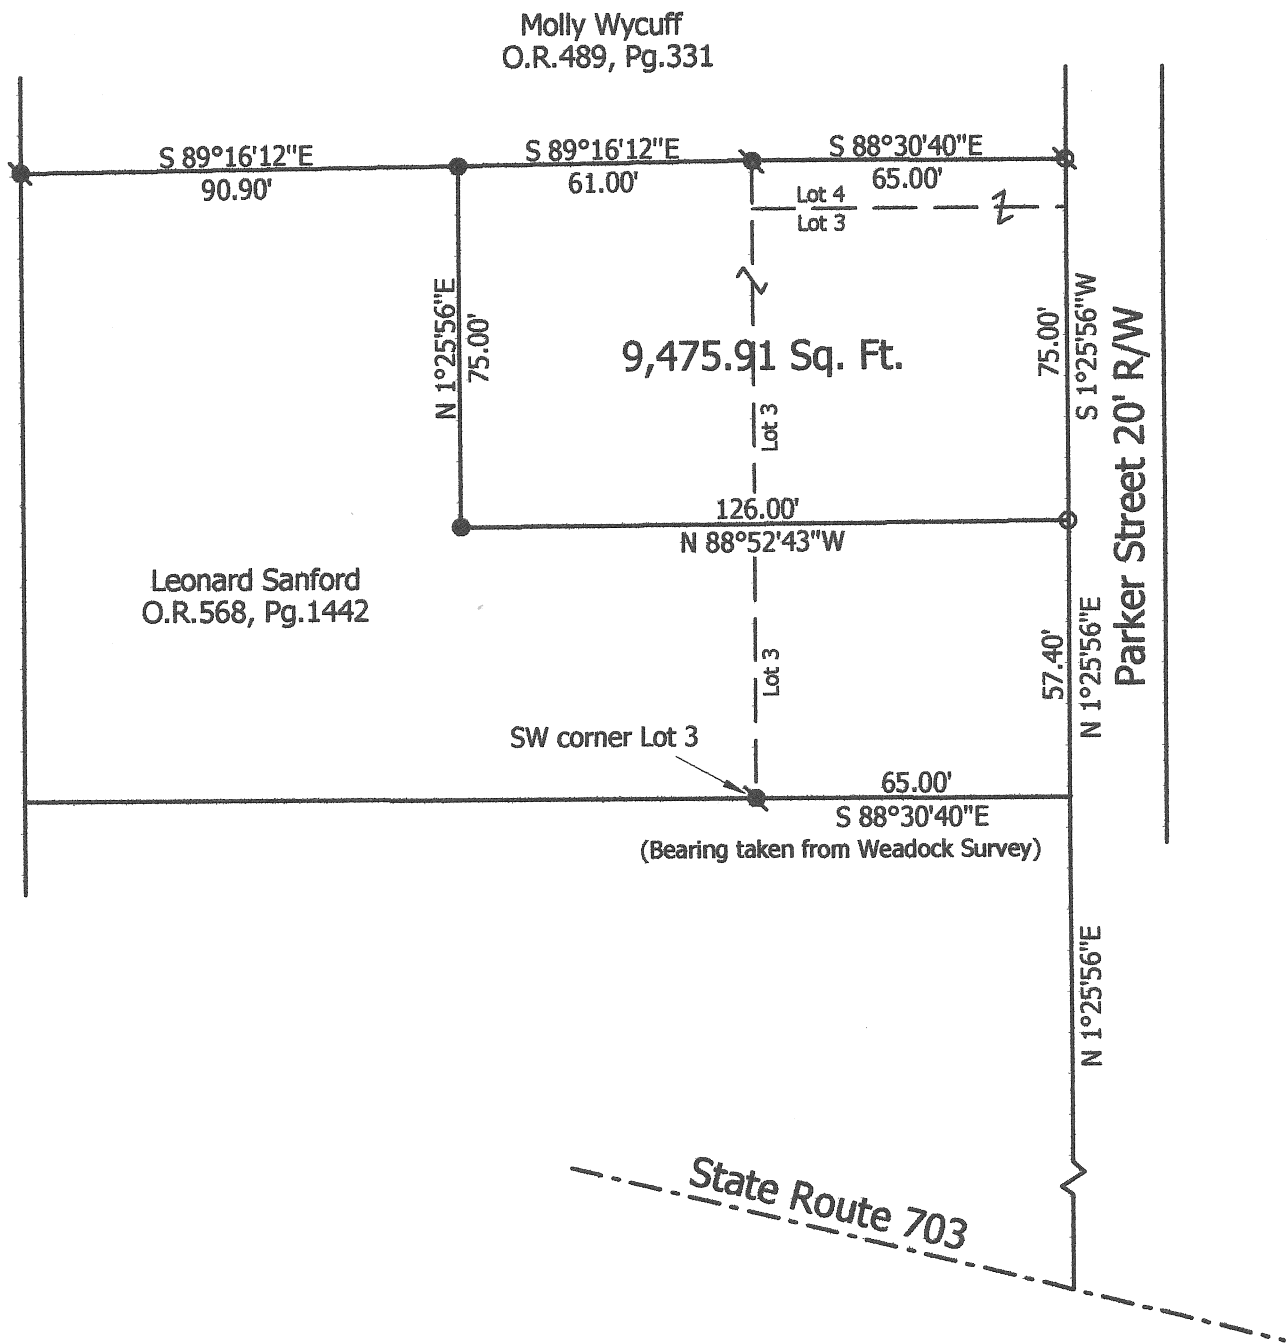 Molly Wycuff
O.R.489, Pg.331
S 89°16'12"E
90.90'
S 89°16'12"E
61.00'
S 88°30'40"E
65.00'
Lot 4
Lot 3
N 1°25'56"E
75.00'
9,475.91 Sq. Ft.
Lot 3
75.00'
S 1°25'56"W
Parker Street 20' R/W
126.00'
N 88°52'43"W
Leonard Sanford
O.R.568, Pg.1442
Lot 3
57.40'
N 1°25'56"E
SW corner Lot 3
65.00'
S 88°30'40"E
(Bearing taken from Weadock Survey)
N 1°25'56"E
State Route 703